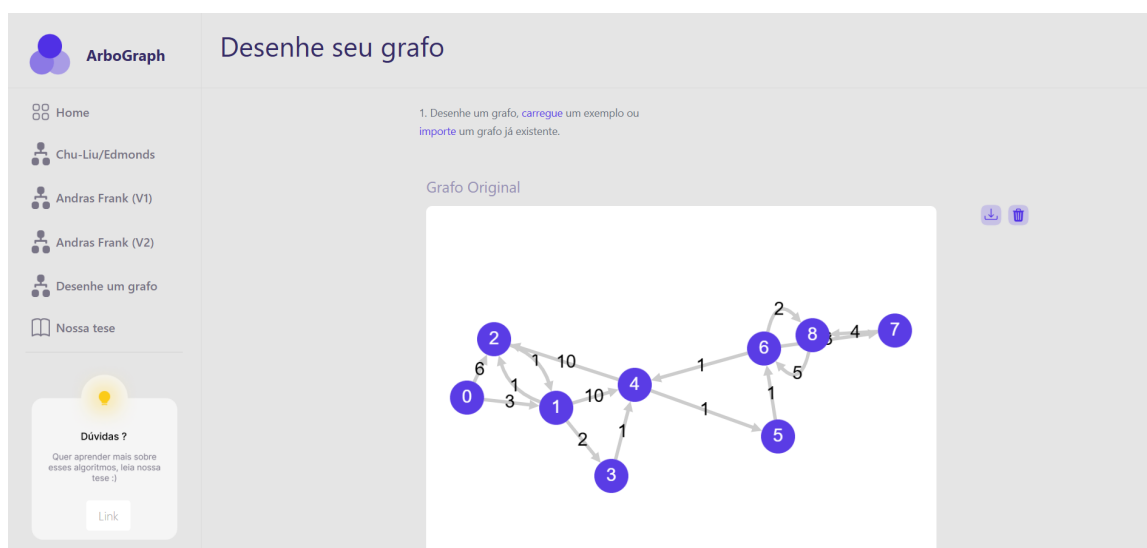 ArboGraph
Desenhe seu grafo
Home
Chu-Liu/Edmonds
Andras Frank (V1)
Andras Frank (V2)
Desenhe um grafo
Nossa tese
Dúvidas ?
Quer aprender mais sobre
esses algoritmos, leia nossa
tese :)
Link
1. Desenhe um grafo, carregue um exemplo ou
importe um grafo já existente.
Grafo Original
2
2
8
4
7
6
6
1
10
1
5
0
3
1
1
10
4
1
1
5
2
1
3